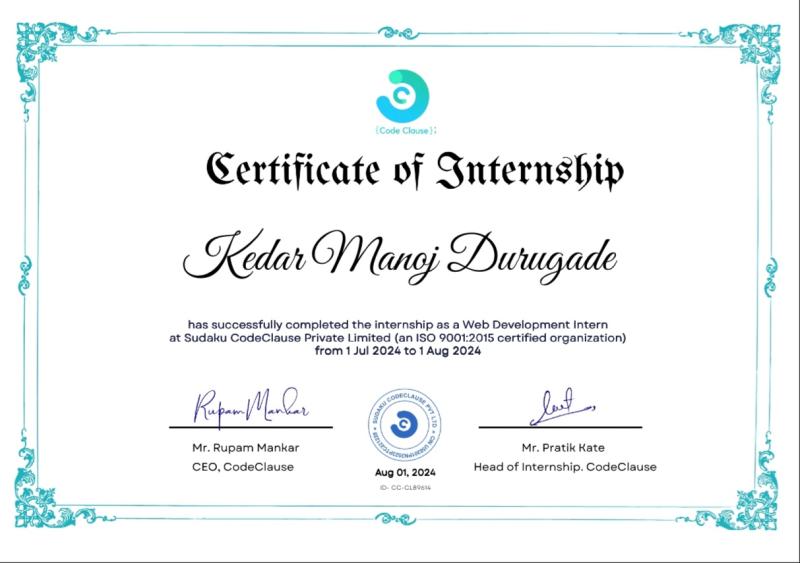 {Code Clause};
Certificate of Internship
Kedar Manoj Durugade
has successfully completed the internship as a Web Development Intern
at Sudaku CodeClause Private Limited (an ISO 9001:2015 certified organization)
from 1 Jul 2024 to 1 Aug 2024
Rupam Mankar
SUDAKU CODECLAUSE PVT LTD
Mr. Rupam Mankar
Mr. Pratik Kate
CEO, CodeClause
Aug 01, 2024
Head of Internship. CodeClause
ID- CC-CL89614